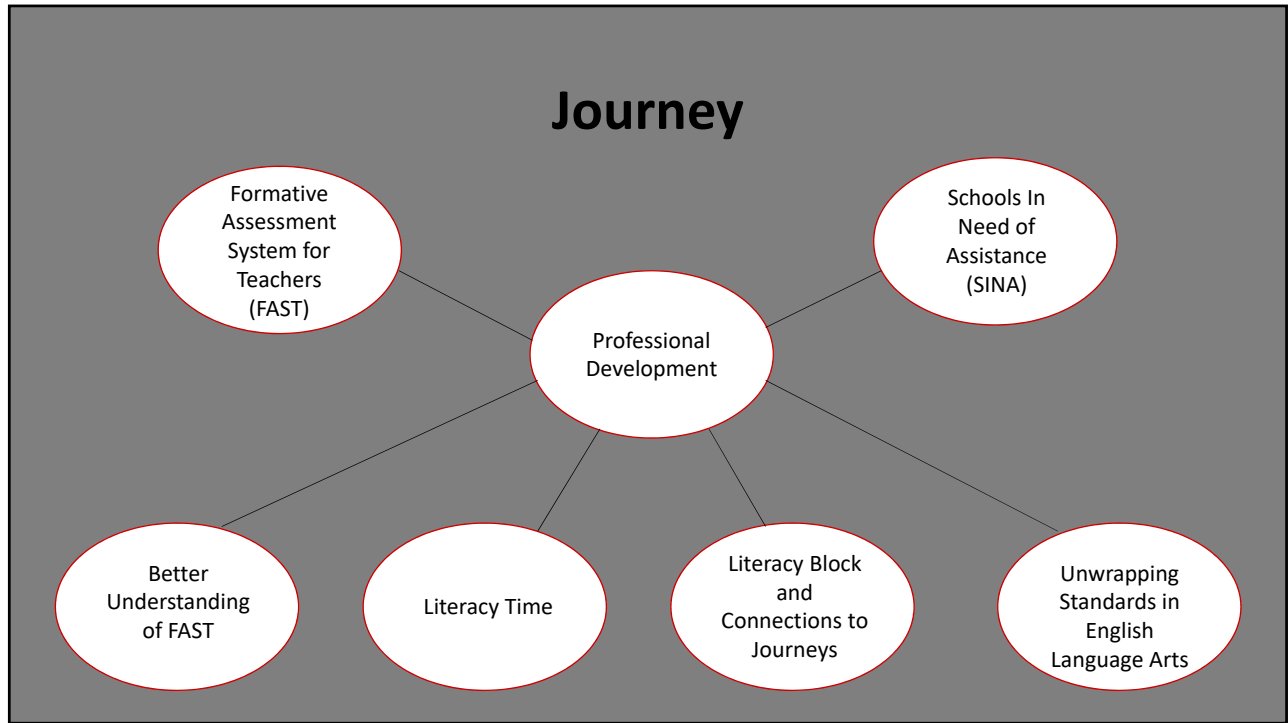 Journey
Formative
Assessment
System for
Teachers
(FAST)
Schools In
Need of
Assistance
(SINA)
Professional
Development
Better
Understanding
of FAST
Literacy Time
Literacy Block
and
Connections to
Journeys
Unwrapping
Standards in
English
Language Arts